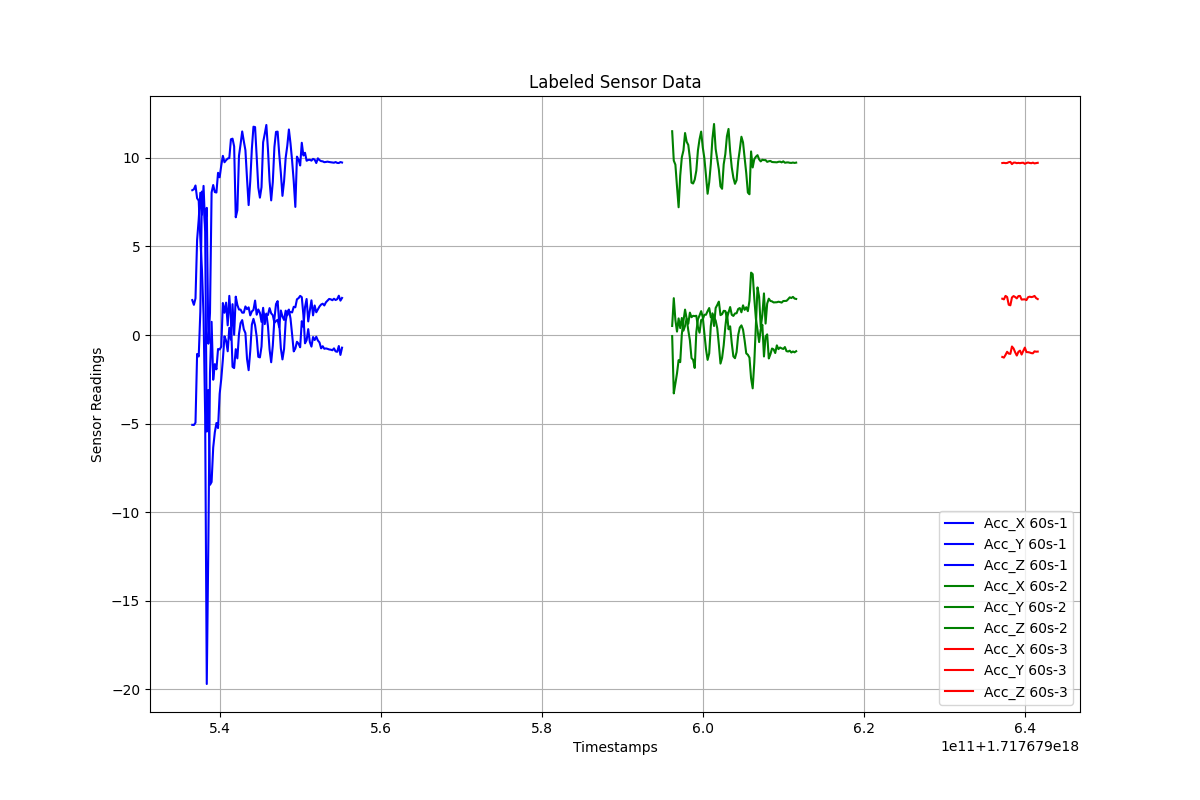 Labeled Sensor Data
Sensor Readings
10
5
0
−5
−10
−15
−20
5.4 5.6 5.8 6.0 6.2 6.4
Timestamps
1e11+1.717679e18
Acc_X 60s-1
Acc_Y 60s-1
Acc_Z 60s-1
Acc_X 60s-2
Acc_Y 60s-2
Acc_Z 60s-2
Acc_X 60s-3
Acc_Y 60s-3
Acc_Z 60s-3